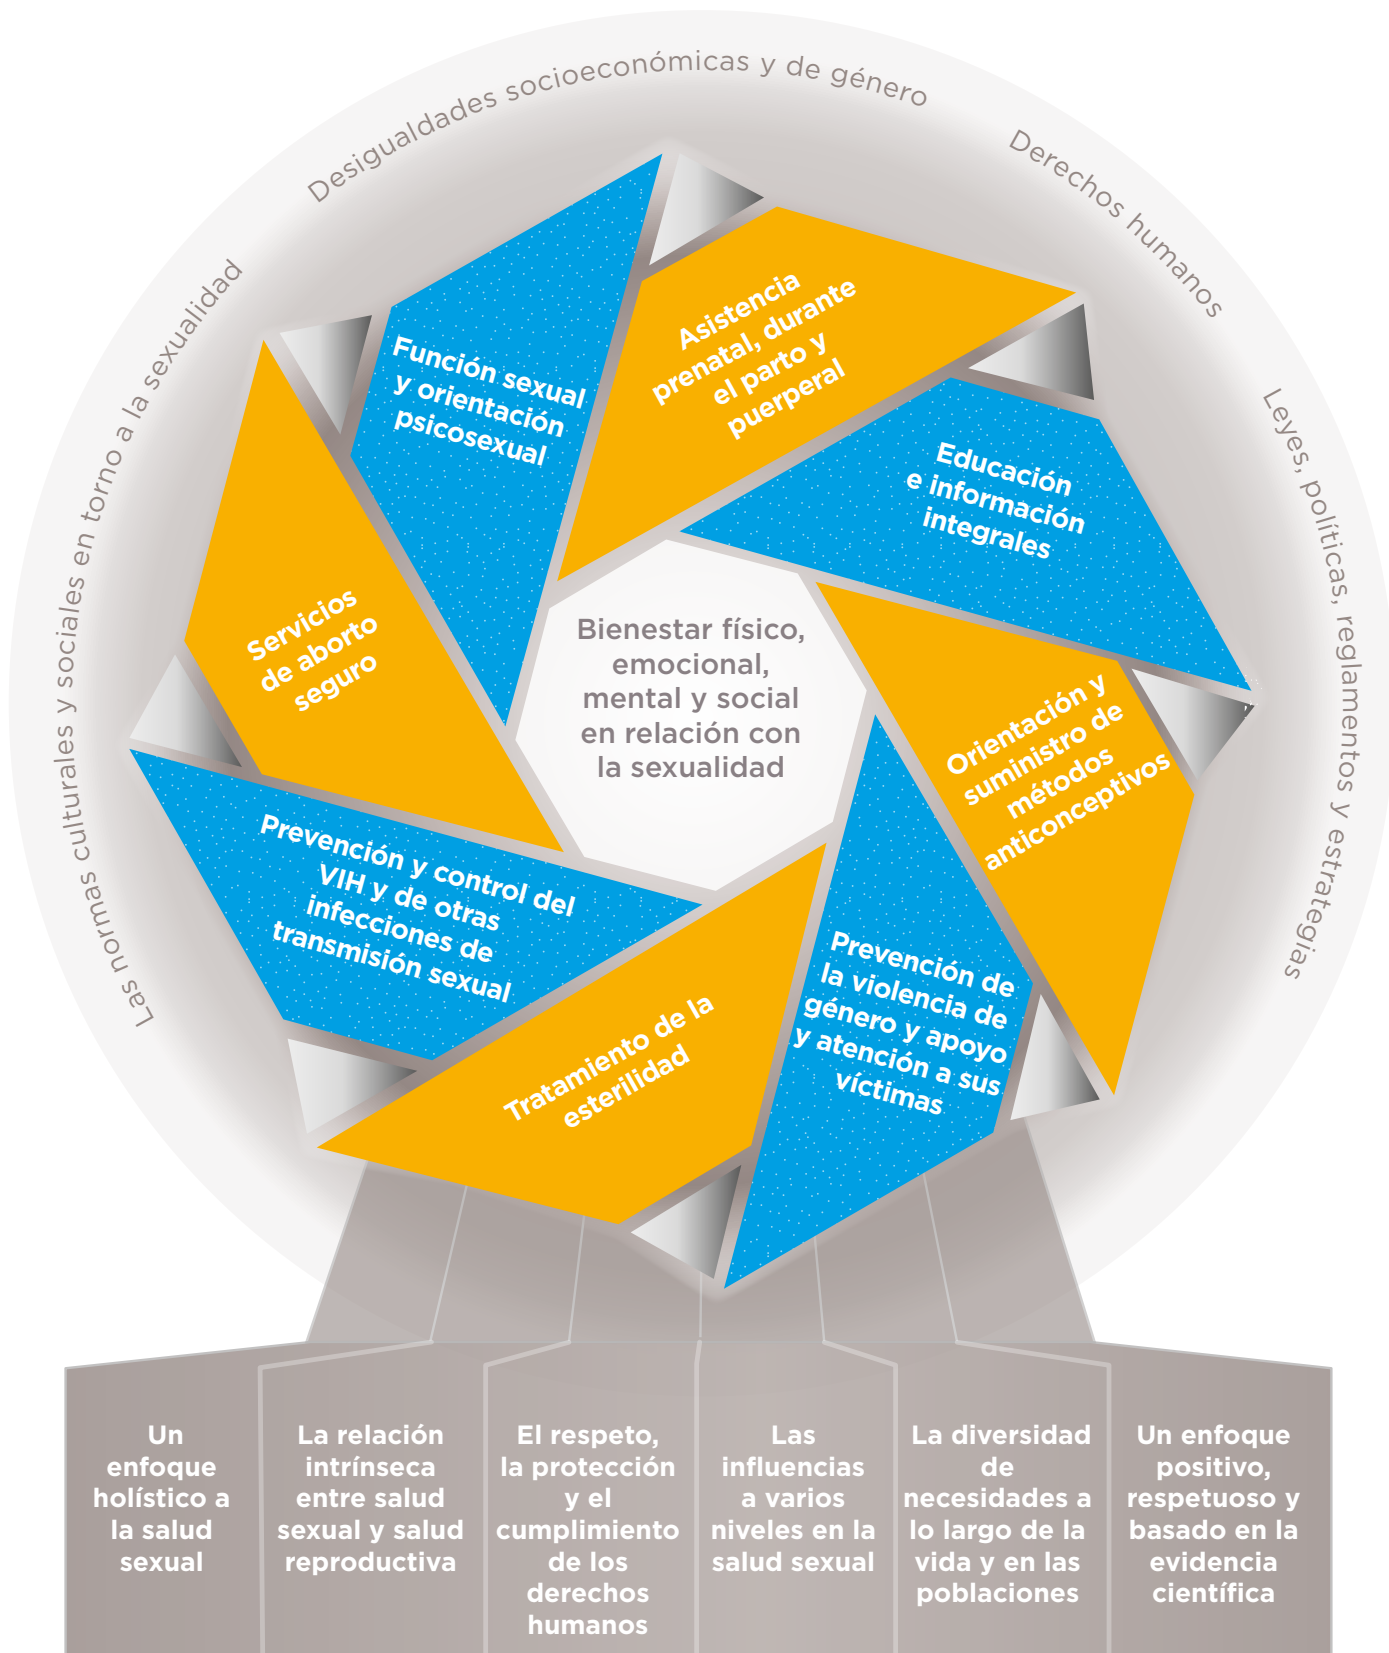 Las normas culturales y sociales en torno a la sexualidad
Desigualdades socioeconómicas y de género
Derechos humanos
Leyes, políticas, reglamentos y estrategias
Función sexual
y orientación
psicosexual
Asistencia
prenatal, durante
el parto y
puerperal
Educación
e información
integrales
Servicios
de aborto
seguro
Bienestar físico,
emocional,
mental y social
en relación con
la sexualidad
Orientación y
suministro de
métodos
anticonceptivos
Prevención y control del
VIH y de otras
infecciones de
transmisión sexual
Tratamiento de la
esterilidad
Prevención de
la violencia de
género y apoyo
y atención a sus
víctimas
Un
enfoque
holístico a
la salud
sexual
La relación
intrínseca
entre salud
sexual y salud
reproductiva
El respeto,
la protección
y el
cumplimiento
de los
derechos
humanos
Las
influencias
a varios
niveles en la
salud sexual
La diversidad
de
necesidades a
lo largo de la
vida y en las
poblaciones
Un enfoque
positivo,
respetuoso y
basado en la
evidencia
científica